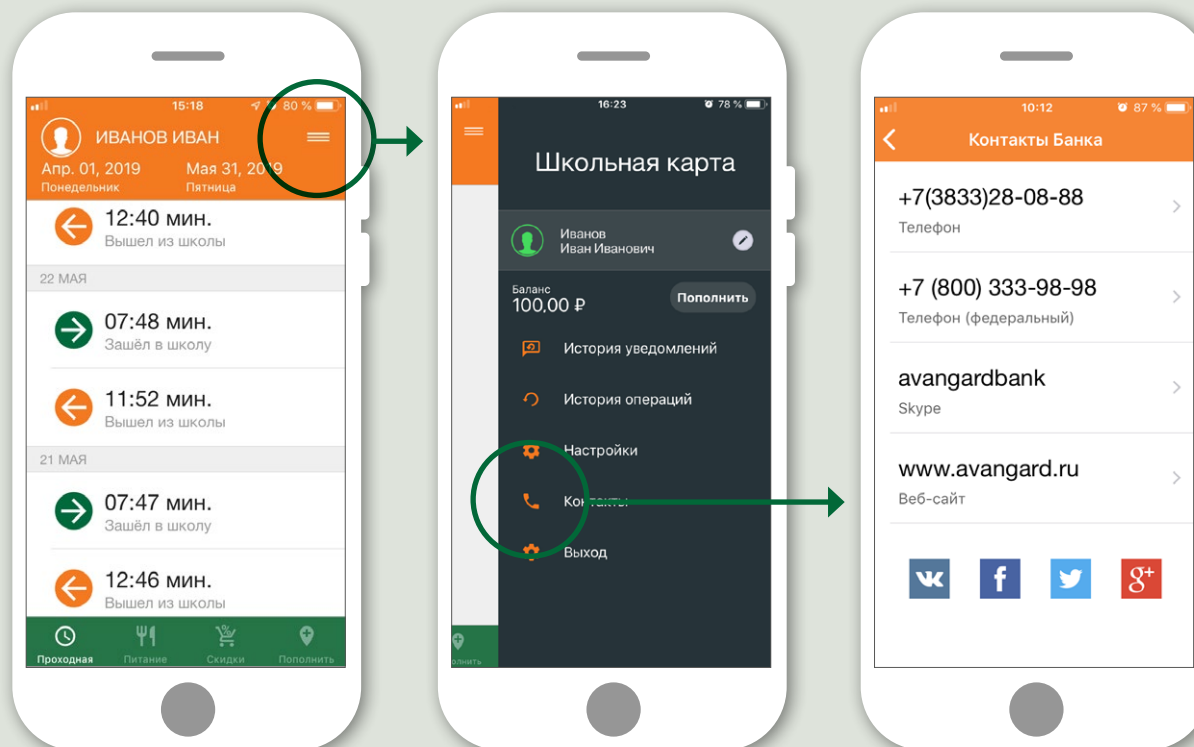 15:18
80 %
ИВАНОВ ИВАН
Апр. 01, 2019
Мая 31, 2019
Понедельник
Пятница
12:40 мин.
Вышел из школы
22 МАЯ
07:48 мин.
Зашёл в школу
11:52 мин.
Вышел из школы
21 МАЯ
07:47 мин.
Зашёл в школу
12:46 мин.
Вышел из школы
Проходная
Питание
Скидки
Пополнить
16:23
78 %
Школьная карта
Иванов
Иван Иванович
Баланс
100,00 ₽
Пополнить
История уведомлений
История операций
Настройки
Контакты
Выход
олнить
10:12
87 %
Контакты Банка
+7(3833)28-08-88
Телефон
+7 (800) 333-98-98
Телефон (федеральный)
avangardbank
Skype
www.avangard.ru
Веб-сайт
f
g+